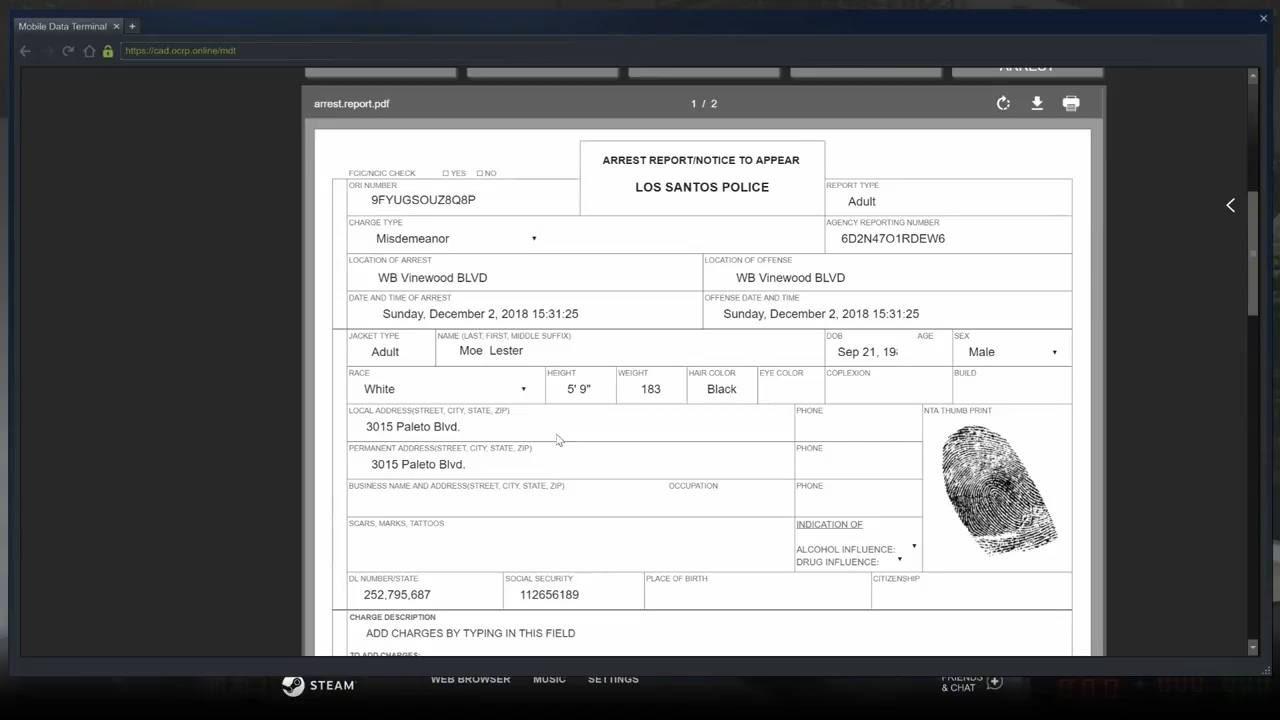 Mobile Data Terminal
https://cad.ocrp.online/mdt
ARREST
arrest.report.pdf
1 / 2
ARREST REPORT/NOTICE TO APPEAR
LOS SANTOS POLICE
FCIC/NCIC CHECK YES NO
ORI NUMBER
9FYUGSOUZ8Q8P
REPORT TYPE
Adult
CHARGE TYPE
Misdemeanor
AGENCY REPORTING NUMBER
6D2N47O1RDEW6
LOCATION OF ARREST
WB Vinewood BLVD
LOCATION OF OFFENSE
WB Vinewood BLVD
DATE AND TIME OF ARREST
Sunday, December 2, 2018 15:31:25
OFFENSE DATE AND TIME
Sunday, December 2, 2018 15:31:25
JACKET TYPE
Adult
NAME (LAST, FIRST, MIDDLE SUFFIX)
Moe Lester
DOB
Sep 21, 19
AGE
SEX
Male
RACE
White
HEIGHT
5' 9"
WEIGHT
183
HAIR COLOR
Black
EYE COLOR
COPLEXION
BUILD
LOCAL ADDRESS(STREET, CITY, STATE, ZIP)
3015 Paleto Blvd.
PHONE
NTA THUMB PRINT
PERMANENT ADDRESS(STREET, CITY, STATE, ZIP)
3015 Paleto Blvd.
PHONE
BUSINESS NAME AND ADDRESS(STREET, CITY, STATE, ZIP)
OCCUPATION
PHONE
SCARS, MARKS, TATTOOS
INDICATION OF
ALCOHOL INFLUENCE:
DRUG INFLUENCE:
DL NUMBER/STATE
252,795,687
SOCIAL SECURITY
112656189
PLACE OF BIRTH
CITIZENSHIP
CHARGE DESCRIPTION
ADD CHARGES BY TYPING IN THIS FIELD
TO ADD CHARGES:
STEAM
WEB BROWSER
MUSIC
SETTINGS
FRIENDS
& CHAT